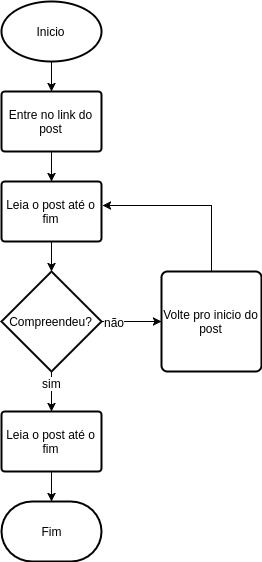 Inicio
Entre no link do
post
Leia o post até o
fim
Compreendeu?
não
Volte pro inicio do
post
sim
Leia o post até o
fim
Fim